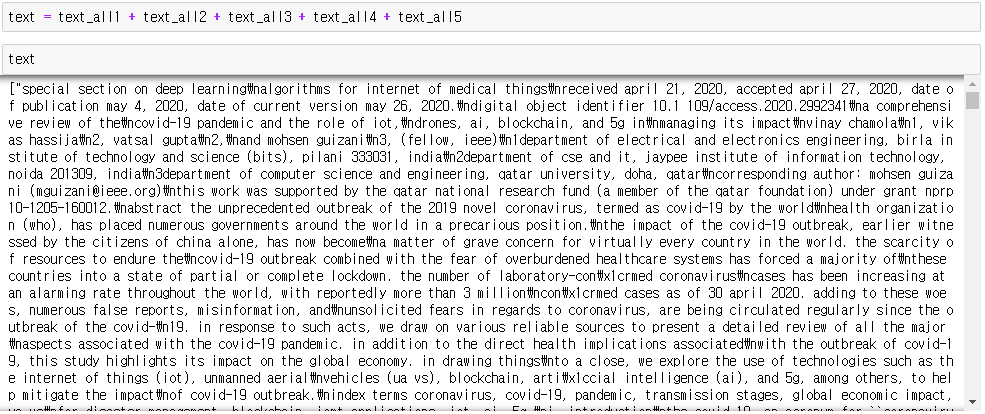 text = text_all1 + text_all2 + text_all3 + text_all4 + text_all5
text
["special section on deep learning₩nalgorithms for internet of medical things₩nreceived april 21, 2020, accepted april 27, 2020, date o
f publication may 4, 2020, date of current version may 26, 2020.₩ndigital object identifier 10.1 109/access.2020.2992341₩na comprehensi
ve review of the₩ncovid-19 pandemic and the role of iot,₩ndrones, ai, blockchain, and 5g in₩nmanaging its impact₩nvinay chamola₩n1, vik
as hassija₩n2, vatsal gupta₩n2,₩nand mohsen guizani₩n3, (fellow, ieee)₩n1department of electrical and electronics engineering, birla in
stitute of technology and science (bits), pilani 333031, india₩n2department of cse and it, jaypee institute of information technology,
noida 201309, india₩n3department of computer science and engineering, qatar university, doha, qatar₩ncorresponding author: mohsen guiza
ni (mguizani@ieee.org)₩nthis work was supported by the qatar national research fund (a member of the qatar foundation) under grant nprp
10-1205-160012.₩nabstract the unprecedented outbreak of the 2019 novel coronavirus, termed as covid-19 by the world₩nhealth organizatio
n (who), has placed numerous governments around the world in a precarious position.₩nthe impact of the covid-19 outbreak, earlier witne
ssed by the citizens of china alone, has now become₩na matter of grave concern for virtually every country in the world. the scarcity o
f resources to endure the₩ncovid-19 outbreak combined with the fear of overburdened healthcare systems has forced a majority of₩nthese
countries into a state of partial or complete lockdown. the number of laboratory-con₩x1crmed coronavirus₩ncases has been increasing at
an alarming rate throughout the world, with reportedly more than 3 million₩ncon₩x1crmed cases as of 30 april 2020. adding to these woe
s, numerous false reports, misinformation, and₩nunsolicited fears in regards to coronavirus, are being circulated regularly since the o
utbreak of the covid-₩n19. in response to such acts, we draw on various reliable sources to present a detailed review of all the major
₩naspects associated with the covid-19 pandemic. in addition to the direct health implications associated₩nwith the outbreak of covid-1
9, this study highlights its impact on the global economy. in drawing things₩nto a close, we explore the use of technologies such as th
e internet of things (iot), unmanned aerial₩nvehicles (ua vs), blockchain, arti₩x1ccial intelligence (ai), and 5g, among others, to hel
p mitigate the impact₩nof covid-19 outbreak.₩nindex terms coronavirus, covid-19, pandemic, transmission stages, global economic impact,